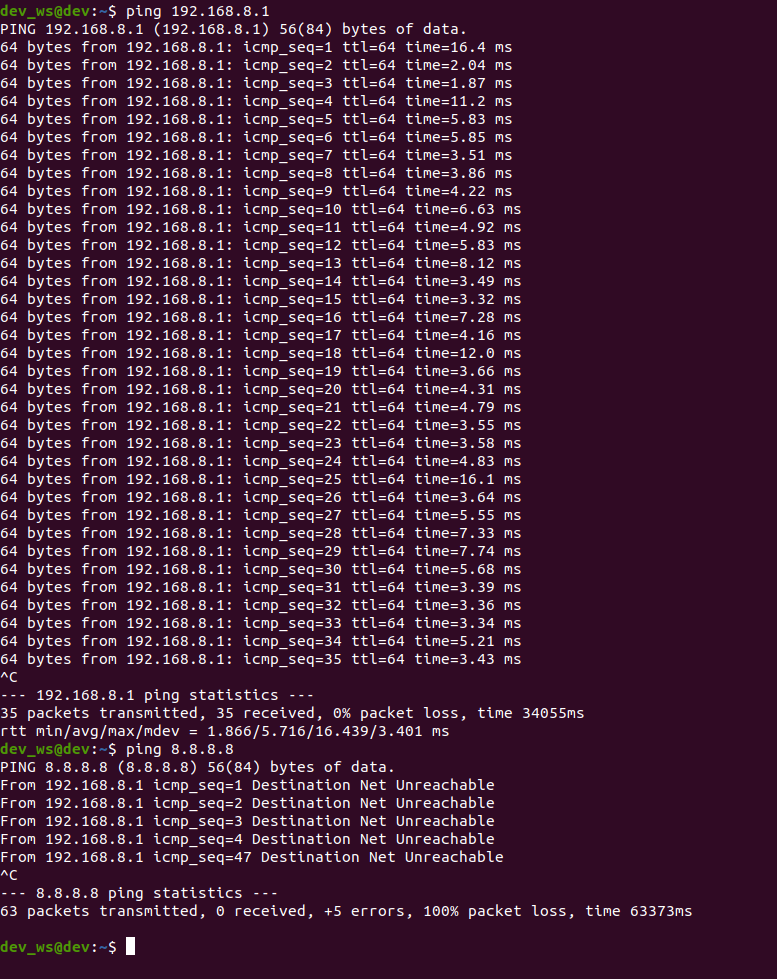 dev_ws@dev:~$ ping 192.168.8.1
PING 192.168.8.1 (192.168.8.1) 56(84) bytes of data.
64 bytes from 192.168.8.1: icmp_seq=1 ttl=64 time=16.4 ms
64 bytes from 192.168.8.1: icmp_seq=2 ttl=64 time=2.04 ms
64 bytes from 192.168.8.1: icmp_seq=3 ttl=64 time=1.87 ms
64 bytes from 192.168.8.1: icmp_seq=4 ttl=64 time=11.2 ms
64 bytes from 192.168.8.1: icmp_seq=5 ttl=64 time=5.83 ms
64 bytes from 192.168.8.1: icmp_seq=6 ttl=64 time=5.85 ms
64 bytes from 192.168.8.1: icmp_seq=7 ttl=64 time=3.51 ms
64 bytes from 192.168.8.1: icmp_seq=8 ttl=64 time=3.86 ms
64 bytes from 192.168.8.1: icmp_seq=9 ttl=64 time=4.22 ms
64 bytes from 192.168.8.1: icmp_seq=10 ttl=64 time=6.63 ms
64 bytes from 192.168.8.1: icmp_seq=11 ttl=64 time=4.92 ms
64 bytes from 192.168.8.1: icmp_seq=12 ttl=64 time=5.83 ms
64 bytes from 192.168.8.1: icmp_seq=13 ttl=64 time=8.12 ms
64 bytes from 192.168.8.1: icmp_seq=14 ttl=64 time=3.49 ms
64 bytes from 192.168.8.1: icmp_seq=15 ttl=64 time=3.32 ms
64 bytes from 192.168.8.1: icmp_seq=16 ttl=64 time=7.28 ms
64 bytes from 192.168.8.1: icmp_seq=17 ttl=64 time=4.16 ms
64 bytes from 192.168.8.1: icmp_seq=18 ttl=64 time=12.0 ms
64 bytes from 192.168.8.1: icmp_seq=19 ttl=64 time=3.66 ms
64 bytes from 192.168.8.1: icmp_seq=20 ttl=64 time=4.31 ms
64 bytes from 192.168.8.1: icmp_seq=21 ttl=64 time=4.79 ms
64 bytes from 192.168.8.1: icmp_seq=22 ttl=64 time=3.55 ms
64 bytes from 192.168.8.1: icmp_seq=23 ttl=64 time=3.58 ms
64 bytes from 192.168.8.1: icmp_seq=24 ttl=64 time=4.83 ms
64 bytes from 192.168.8.1: icmp_seq=25 ttl=64 time=16.1 ms
64 bytes from 192.168.8.1: icmp_seq=26 ttl=64 time=3.64 ms
64 bytes from 192.168.8.1: icmp_seq=27 ttl=64 time=5.55 ms
64 bytes from 192.168.8.1: icmp_seq=28 ttl=64 time=7.33 ms
64 bytes from 192.168.8.1: icmp_seq=29 ttl=64 time=7.74 ms
64 bytes from 192.168.8.1: icmp_seq=30 ttl=64 time=5.68 ms
64 bytes from 192.168.8.1: icmp_seq=31 ttl=64 time=3.39 ms
64 bytes from 192.168.8.1: icmp_seq=32 ttl=64 time=3.36 ms
64 bytes from 192.168.8.1: icmp_seq=33 ttl=64 time=3.34 ms
64 bytes from 192.168.8.1: icmp_seq=34 ttl=64 time=5.21 ms
64 bytes from 192.168.8.1: icmp_seq=35 ttl=64 time=3.43 ms
^C
--- 192.168.8.1 ping statistics ---
35 packets transmitted, 35 received, 0% packet loss, time 34055ms
rtt min/avg/max/mdev = 1.866/5.716/16.439/3.401 ms
dev_ws@dev:~$ ping 8.8.8.8
PING 8.8.8.8 (8.8.8.8) 56(84) bytes of data.
From 192.168.8.1 icmp_seq=1 Destination Net Unreachable
From 192.168.8.1 icmp_seq=2 Destination Net Unreachable
From 192.168.8.1 icmp_seq=3 Destination Net Unreachable
From 192.168.8.1 icmp_seq=4 Destination Net Unreachable
From 192.168.8.1 icmp_seq=47 Destination Net Unreachable
^C
--- 8.8.8.8 ping statistics ---
63 packets transmitted, 0 received, +5 errors, 100% packet loss, time 63373ms
dev_ws@dev:~$